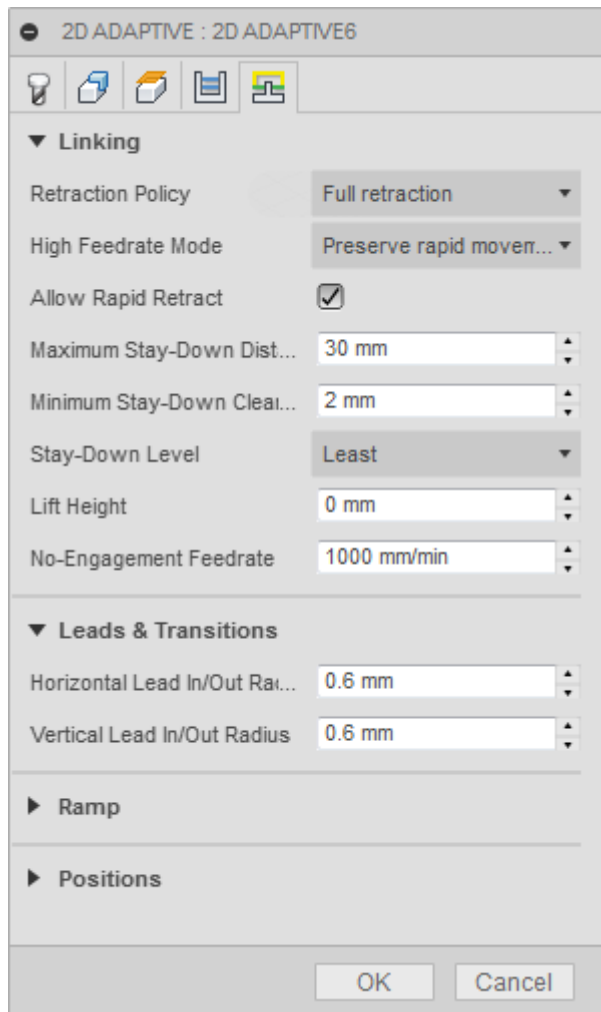 2D ADAPTIVE : 2D ADAPTIVE6
Linking
Retraction Policy Full retraction
High Feedrate Mode Preserve rapid movem...
Allow Rapid Retract
Maximum Stay-Down Dist... 30 mm
Minimum Stay-Down Clear... 2 mm
Stay-Down Level Least
Lift Height 0 mm
No-Engagement Feedrate 1000 mm/min
Leads & Transitions
Horizontal Lead In/Out Rad... 0.6 mm
Vertical Lead In/Out Radius 0.6 mm
Ramp
Positions
OK Cancel